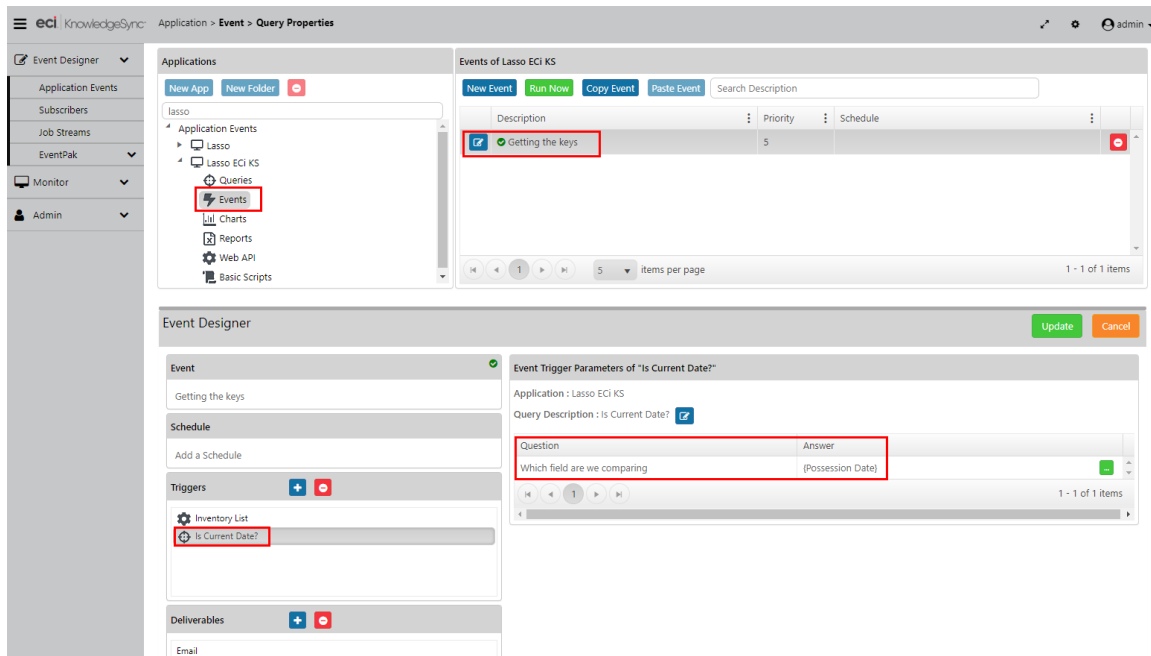 eci KnowledgeSync Application > Event > Query Properties admin
Event Designer
Application Events
Subscribers
Job Streams
EventPak
Monitor
Admin
Applications
New App New Folder
lasso
Application Events
Lasso
Lasso ECi KS
Queries
Events
Charts
Reports
Web API
Basic Scripts
Events of Lasso ECi KS
New Event Run Now Copy Event Paste Event Search Description
Description Priority Schedule
Getting the keys 5
1 5 items per page 1 - 1 of 1 items
Event Designer Update Cancel
Event
Getting the keys
Schedule
Add a Schedule
Triggers
Inventory List
Is Current Date?
Deliverables
Email
Event Trigger Parameters of "Is Current Date?"
Application : Lasso ECi KS
Query Description : Is Current Date?
Question Answer
Which field are we comparing {Possession Date} ...
1 1 - 1 of 1 items